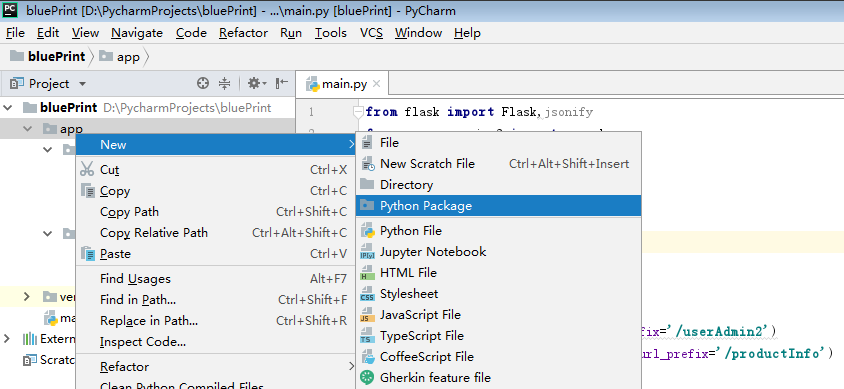 bluePrint [D:\PycharmProjects\bluePrint] - ...\main.py [bluePrint] - PyCharm
File Edit View Navigate Code Refactor Run Tools VCS Window Help
bluePrint app
Project
main.py
bluePrint D:\PycharmProjects\bluePrint
1 from flask import Flask,jsonify
app
New
File
New Scratch File Ctrl+Alt+Shift+Insert
Directory
Python Package
Python File
Jupyter Notebook
HTML File
Stylesheet
JavaScript File
TypeScript File
CoffeeScript File
Gherkin feature file
Cut Ctrl+X
Copy Ctrl+C
Copy Path Ctrl+Shift+C
Copy Relative Path Ctrl+Alt+Shift+C
Paste Ctrl+V
Find Usages Alt+F7
Find in Path... Ctrl+Shift+F
Replace in Path... Ctrl+Shift+R
Inspect Code...
Refactor
Clean Python Compiled Files
ver
ma
Extern
Scratc
fix='/userAdmin2')
url_prefix='/productInfo')